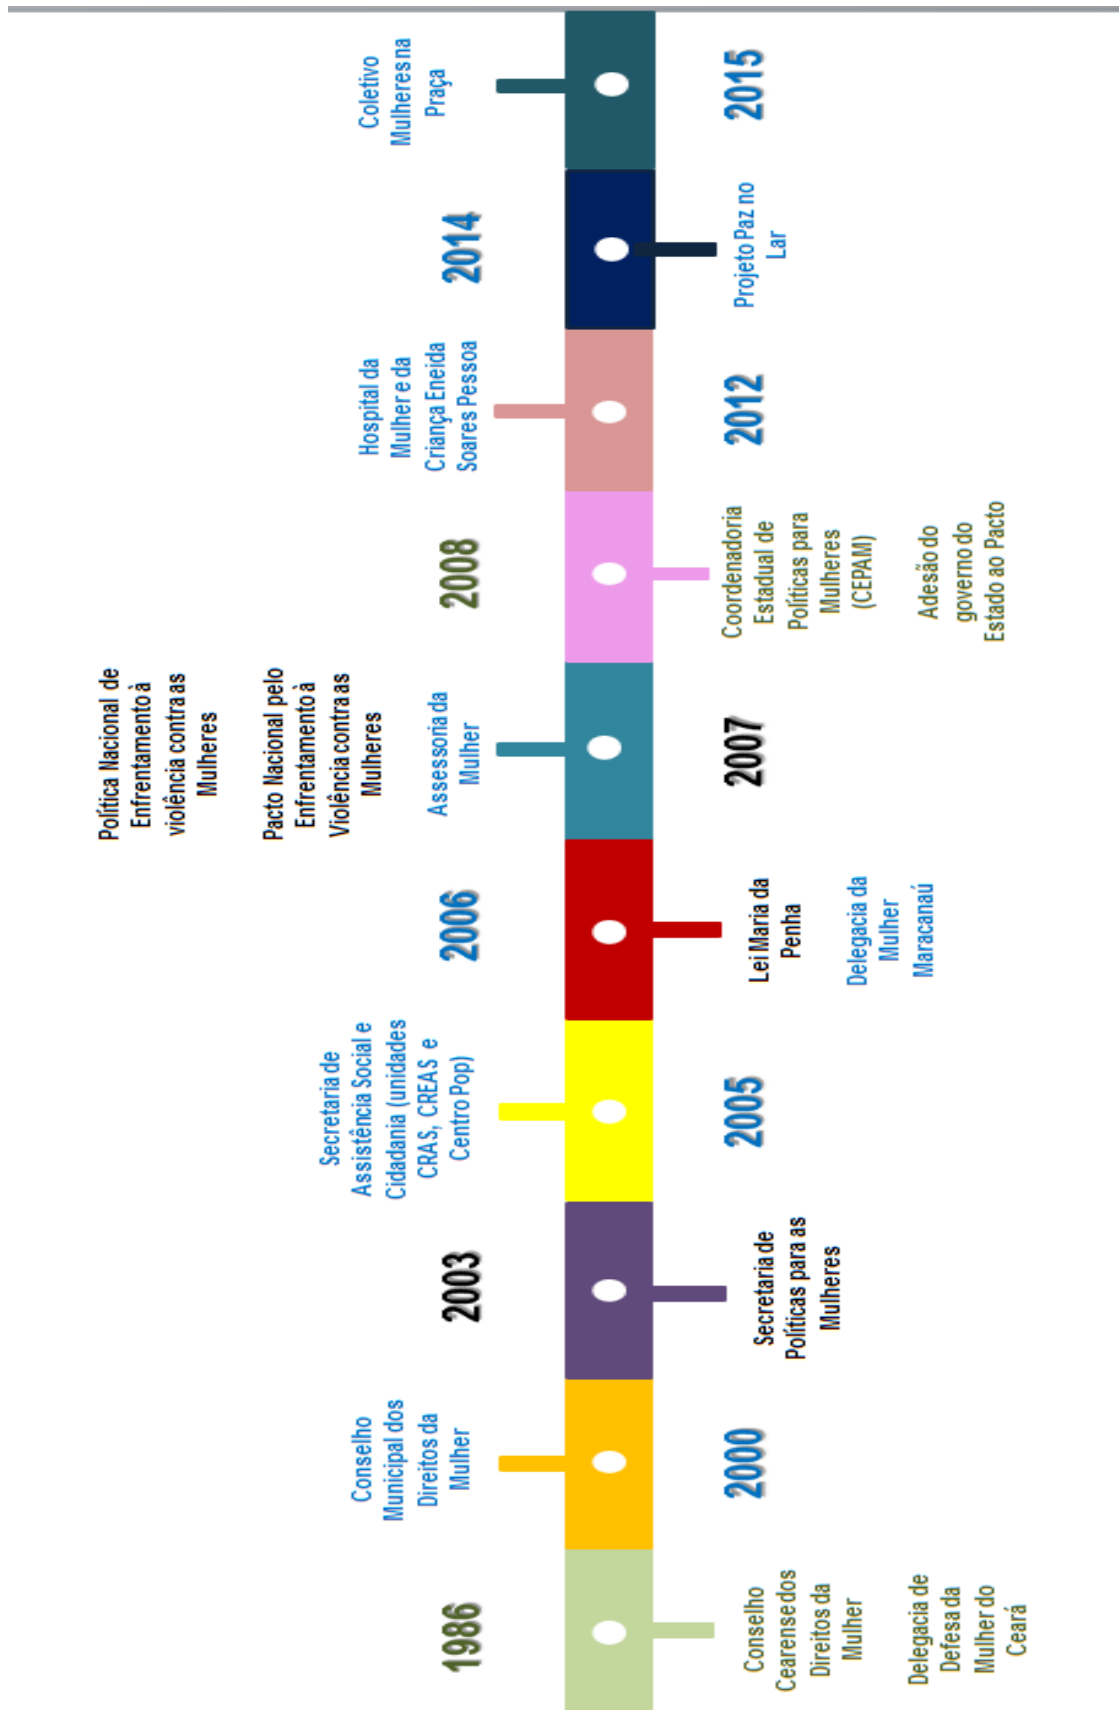 1986
Conselho
Cearense dos
Direitos da
Mulher
Delegacia de
Defesa da
Mulher do
Ceará
Conselho
Municipal dos
Direitos da
Mulher
2000
2003
Secretaria de
Políticas para as
Mulheres
Secretaria de
Assistência Social e
Cidadania (unidades
CRAS, CREAS e
Centro Pop)
2005
2006
Lei Maria da
Penha
Delegacia da
Mulher
Maracanaú
Política Nacional de
Enfrentamento à
violência contra as
Mulheres
Pacto Nacional pelo
Enfrentamento à
Violência contra as
Mulheres
Assessoria da
Mulher
2007
2008
Coordenadoria
Estadual de
Políticas para
Mulheres
(CEPAM)
Adesão do
governo do
Estado ao Pacto
Hospital da
Mulher e da
Criança Eneida
Soares Pessoa
2012
2014
Projeto Paz no
Lar
Coletivo
Mulheres na
Praça
2015